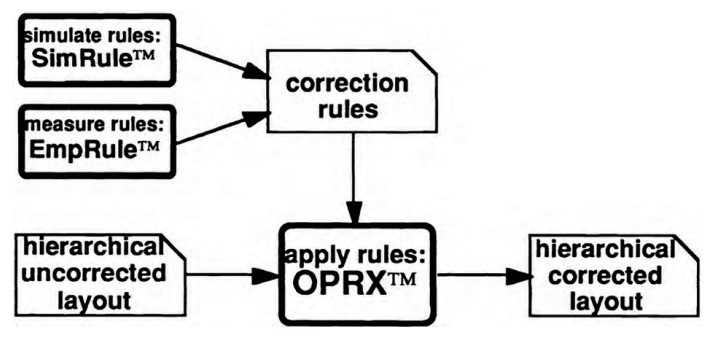 simulate rules:
SimRule™
correction
rules
measure rules:
EmpRule™
hierarchical
uncorrected
layout
apply rules:
OPRX™
hierarchical
corrected
layout